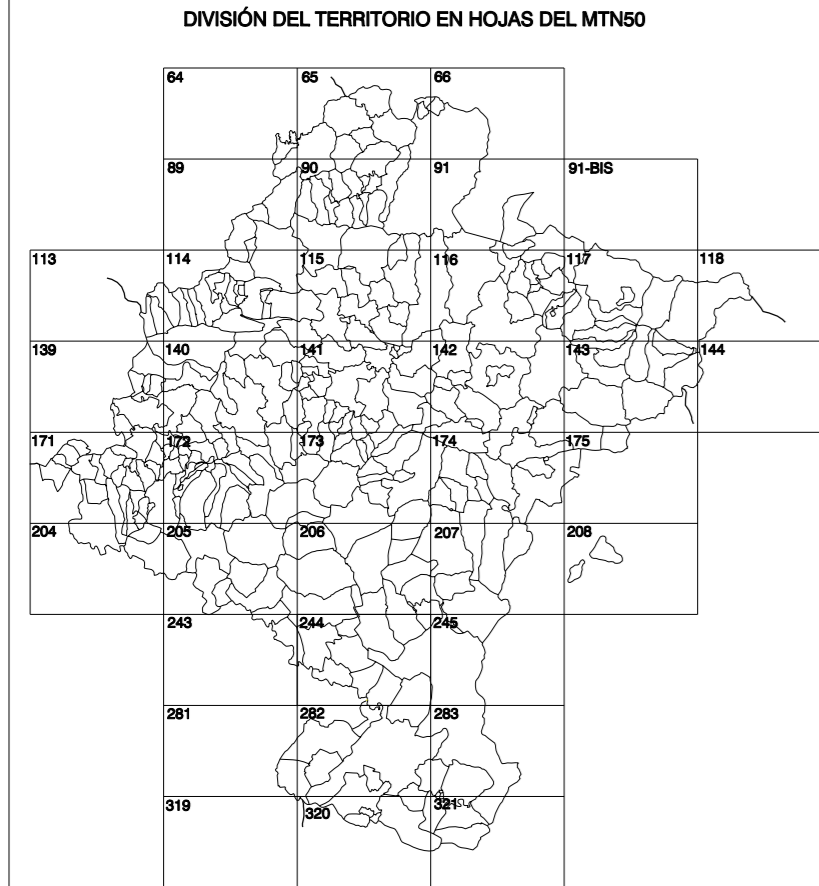 DIVISIÓN DEL TERRITORIO EN HOJAS DEL MTN50
64 65 66
89 90 91 91-BIS
113 114 115 116 117 118
139 140 141 142 143 144
171 172 173 174 175
204 205 206 207 208
243 244 245
281 282 283
319 320 321